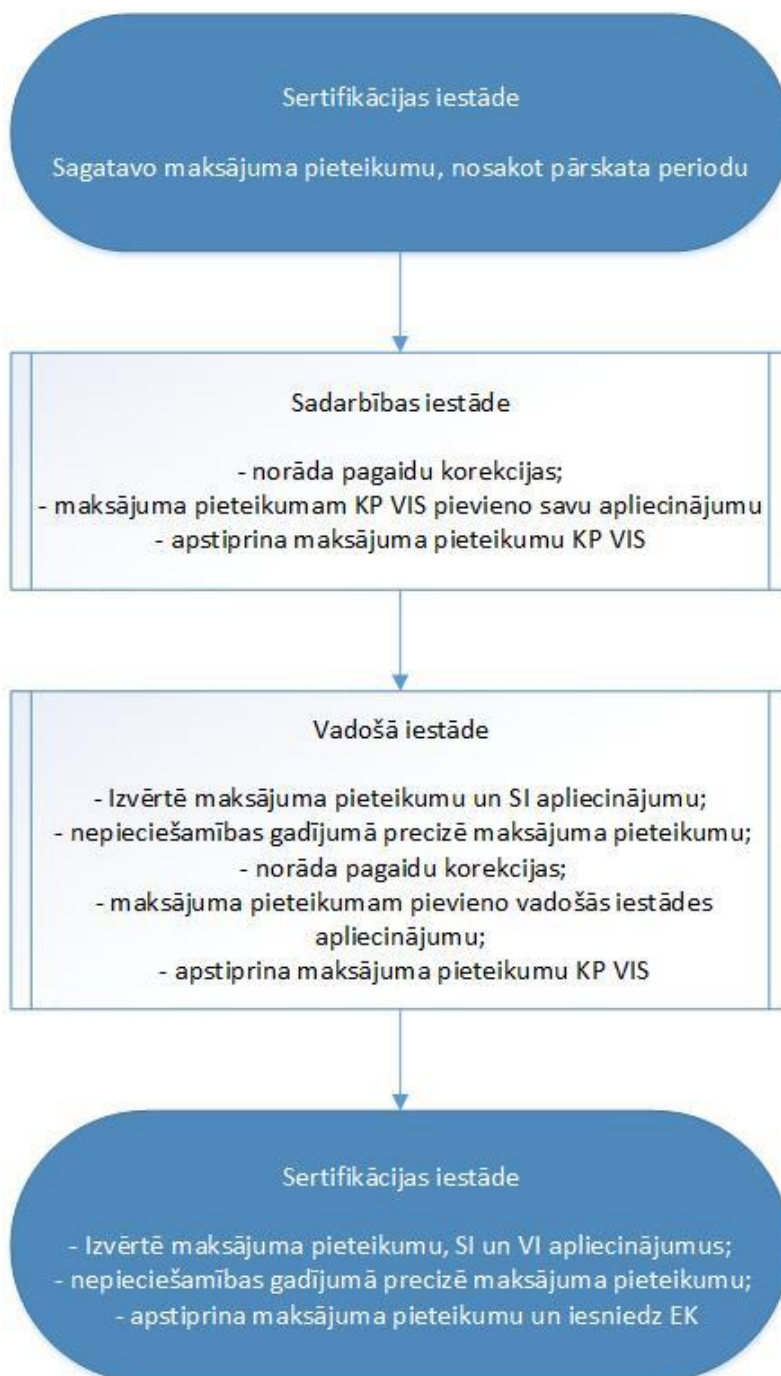 Sertifikācijas iestāde
Sagatavo maksājuma pieteikumu, nosakot pārskata periodu
Sadarbības iestāde
- norāda pagaidu korekcijas;
- maksājuma pieteikumam KP VIS pievieno savu apliecinājumu
- apstiprina maksājuma pieteikumu KP VIS
Vadošā iestāde
- Izvērtē maksājuma pieteikumu un SI apliecinājumu;
- nepieciešamības gadījumā precizē maksājuma pieteikumu;
- norāda pagaidu korekcijas;
- maksājuma pieteikumam pievieno vadošās iestādes
apliecinājumu;
- apstiprina maksājuma pieteikumu KP VIS
Sertifikācijas iestāde
- Izvērtē maksājuma pieteikumu, SI un VI apliecinājumus;
- nepieciešamības gadījumā precizē maksājuma pieteikumu;
- apstiprina maksājuma pieteikumu un iesniedz EK